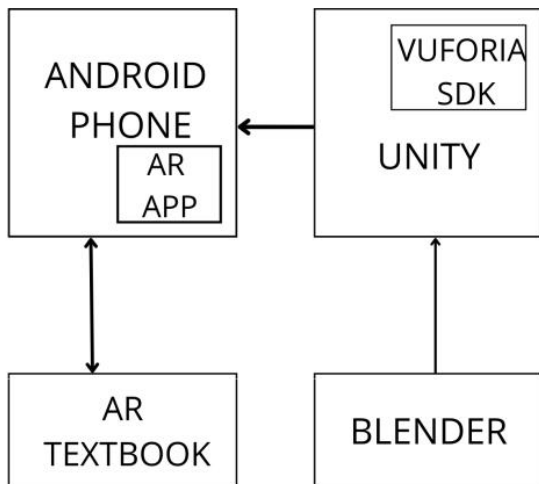 ANDROID
PHONE
AR
APP
VUFORIA
SDK
UNITY
AR
TEXTBOOK
BLENDER